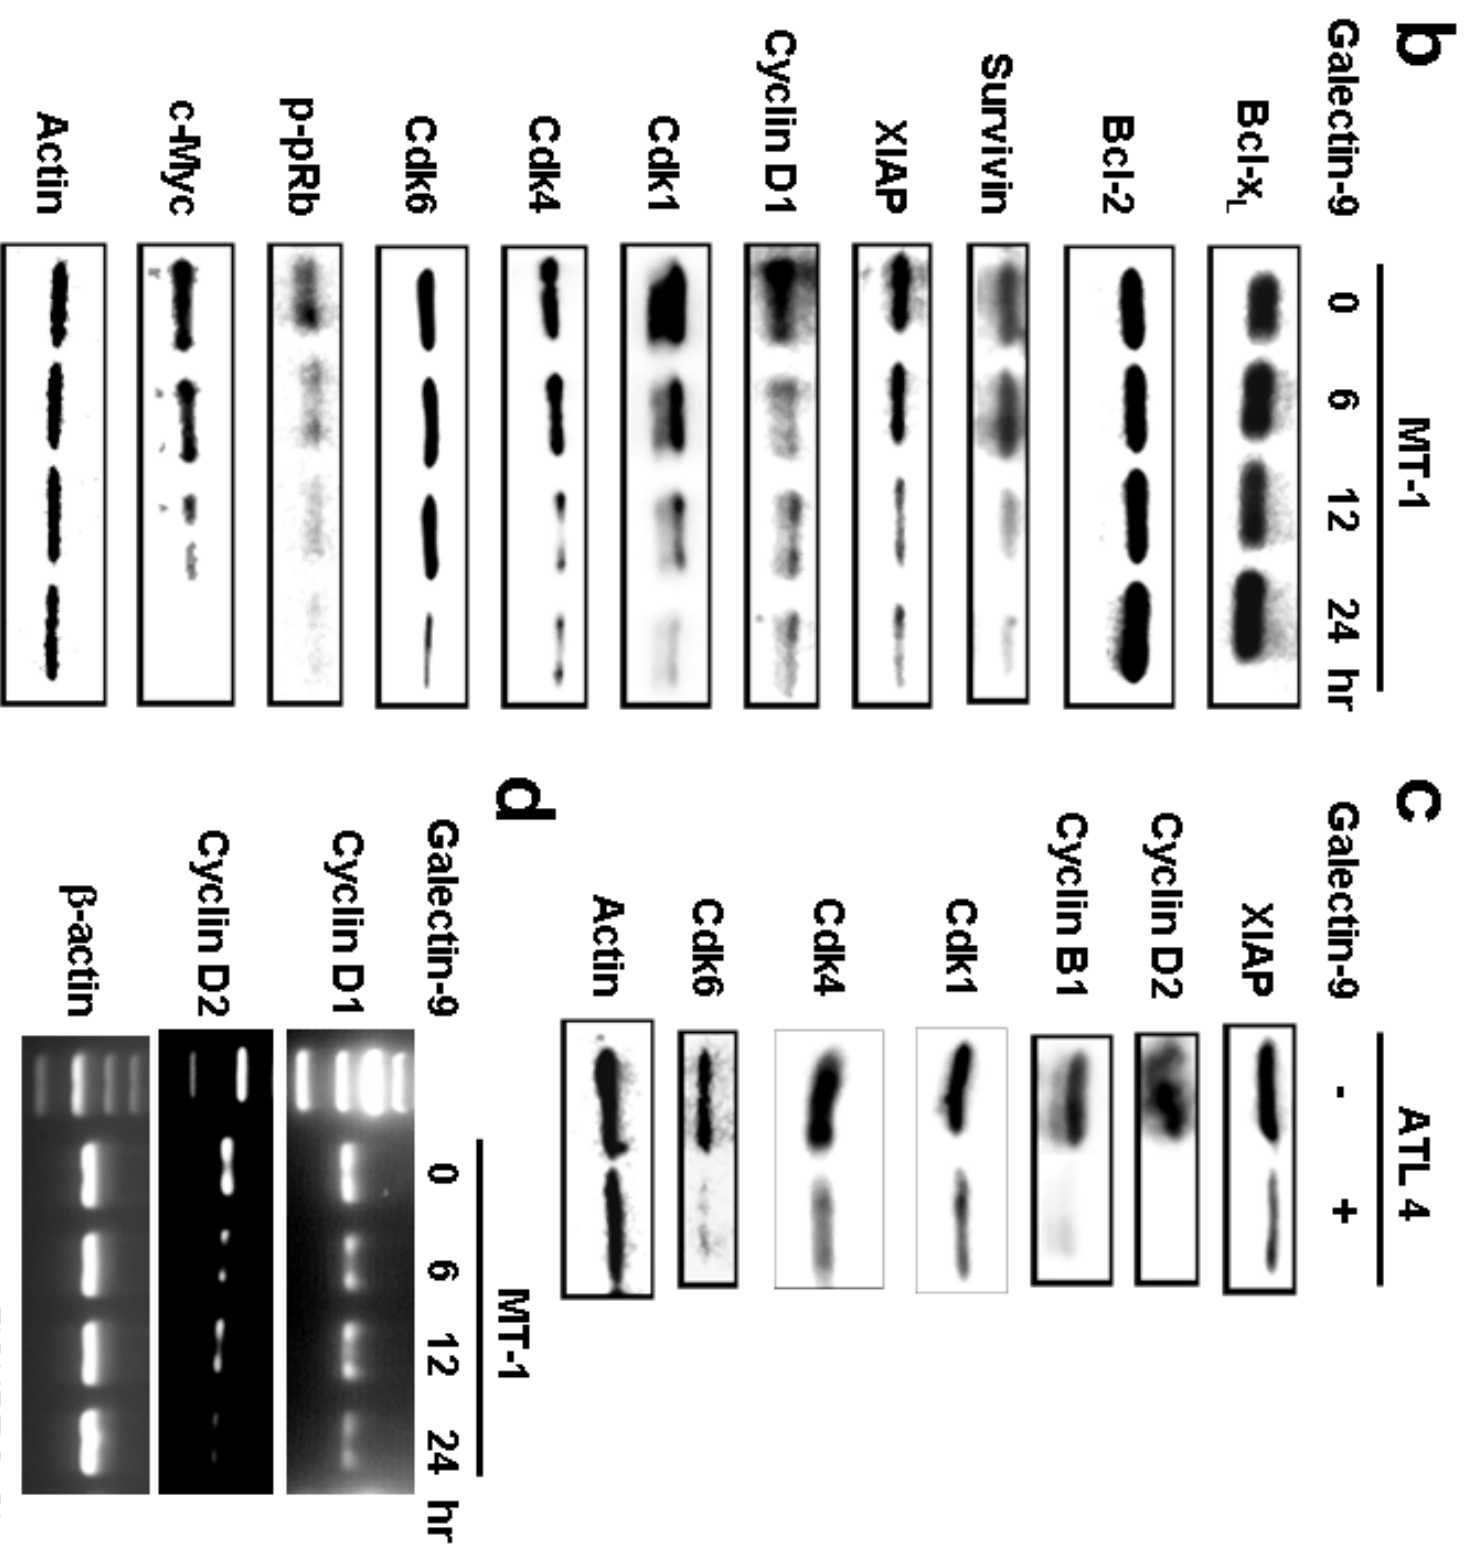 b
MT-1
Galectin-9 0 6 12 24 hr
Bcl-xL
Bcl-2
Survivin
XIAP
Cyclin D1
Cdk1
Cdk4
Cdk6
p-pRb
c-Myc
Actin
c
ATL 4
Galectin-9 - +
XIAP
Cyclin D2
Cyclin B1
Cdk1
Cdk4
Cdk6
Actin
d
MT-1
Galectin-9 0 6 12 24 hr
Cyclin D1
Cyclin D2
β-actin